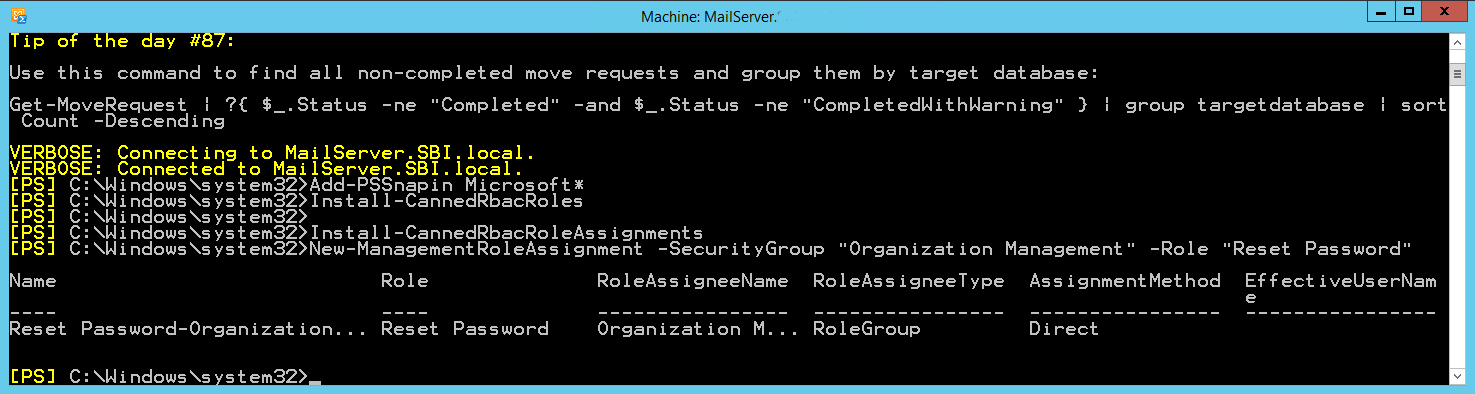 Machine: MailServer.
Tip of the day #87:
Use this command to find all non-completed move requests and group them by target database:
Get-MoveRequest | ?{ $_.Status -ne "Completed" -and $_.Status -ne "CompletedWithWarning" } | group targetdatabase | sort
Count -Descending
VERBOSE: Connecting to MailServer.SBI.local.
VERBOSE: Connected to MailServer.SBI.local.
[PS] C:\Windows\system32>Add-PSSnapin Microsoft*
[PS] C:\Windows\system32>Install-CannedRbacRoles
[PS] C:\Windows\system32>
[PS] C:\Windows\system32>Install-CannedRbacRoleAssignments
[PS] C:\Windows\system32>New-ManagementRoleAssignment -SecurityGroup "Organization Management" -Role "Reset Password"
Name Role RoleAssigneeName RoleAssigneeType AssignmentMethod EffectiveUserNam
e
---- ---- ---------------- ---------------- ---------------- ----------------
Reset Password-Organization... Reset Password Organization M... RoleGroup Direct
[PS] C:\Windows\system32>_